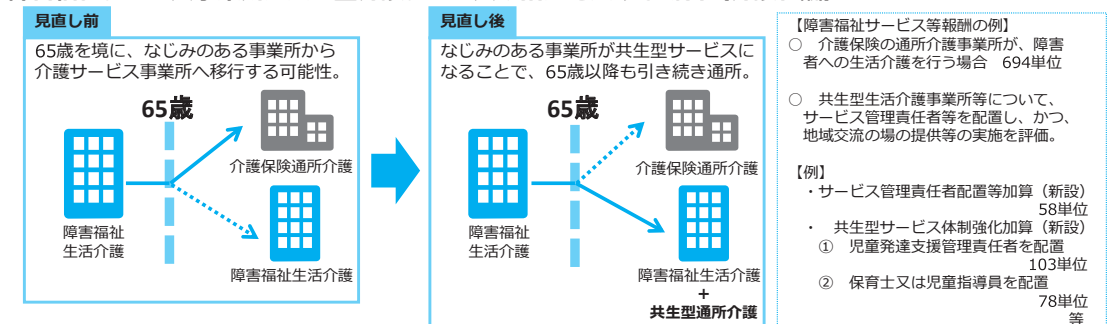 見直し前
65歳を境に、なじみのある事業所から
介護サービス事業所へ移行する可能性。
65歳
障害福祉
生活介護
介護保険通所介護
障害福祉生活介護
見直し後
なじみのある事業所が共生型サービスに
なることで、65歳以降も引き続き通所。
65歳
障害福祉
生活介護
介護保険通所介護
障害福祉生活介護
+
共生型通所介護
【障害福祉サービス等報酬の例】
○ 介護保険の通所介護事業所が、障害
者への生活介護を行う場合 694単位
○ 共生型生活介護事業所等について、
サービス管理責任者等を配置し、かつ、
地域交流の場の提供等の実施を評価。
【例】
・サービス管理責任者配置等加算（新設）
58単位
・ 共生型サービス体制強化加算（新設）
① 児童発達支援管理責任者を配置
103単位
② 保育士又は児童指導員を配置
78単位
等